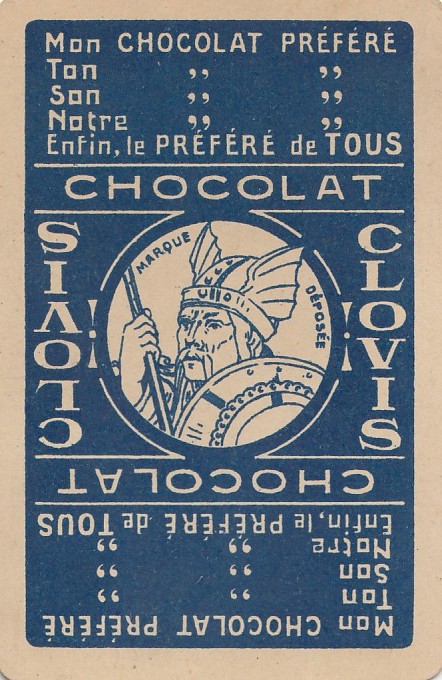 Mon CHOCOLAT PRÉFÉRÉ
Ton ,, ,,
Son ,, ,,
Notre ,, ,,
Enfin, le PRÉFÉRÉ de TOUS
CHOCOLAT
CLOVIS
MARQUE DÉPOSÉE
CLOVIS
CHOCOLAT
Mon CHOCOLAT PRÉFÉRÉ
Ton ,, ,,
Son ,, ,,
Notre ,, ,,
Enfin, le PRÉFÉRÉ de TOUS